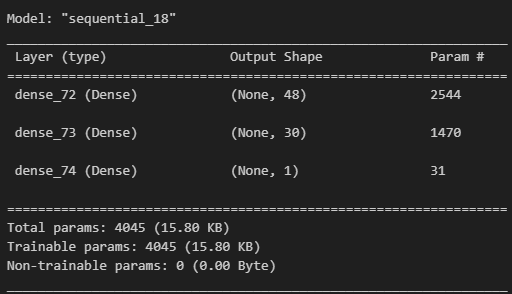 Model: "sequential_18"
_________________________________________________________________
Layer (type) Output Shape Param #
=================================================================
dense_72 (Dense) (None, 48) 2544
dense_73 (Dense) (None, 30) 1470
dense_74 (Dense) (None, 1) 31
=================================================================
Total params: 4045 (15.80 KB)
Trainable params: 4045 (15.80 KB)
Non-trainable params: 0 (0.00 Byte)
_________________________________________________________________